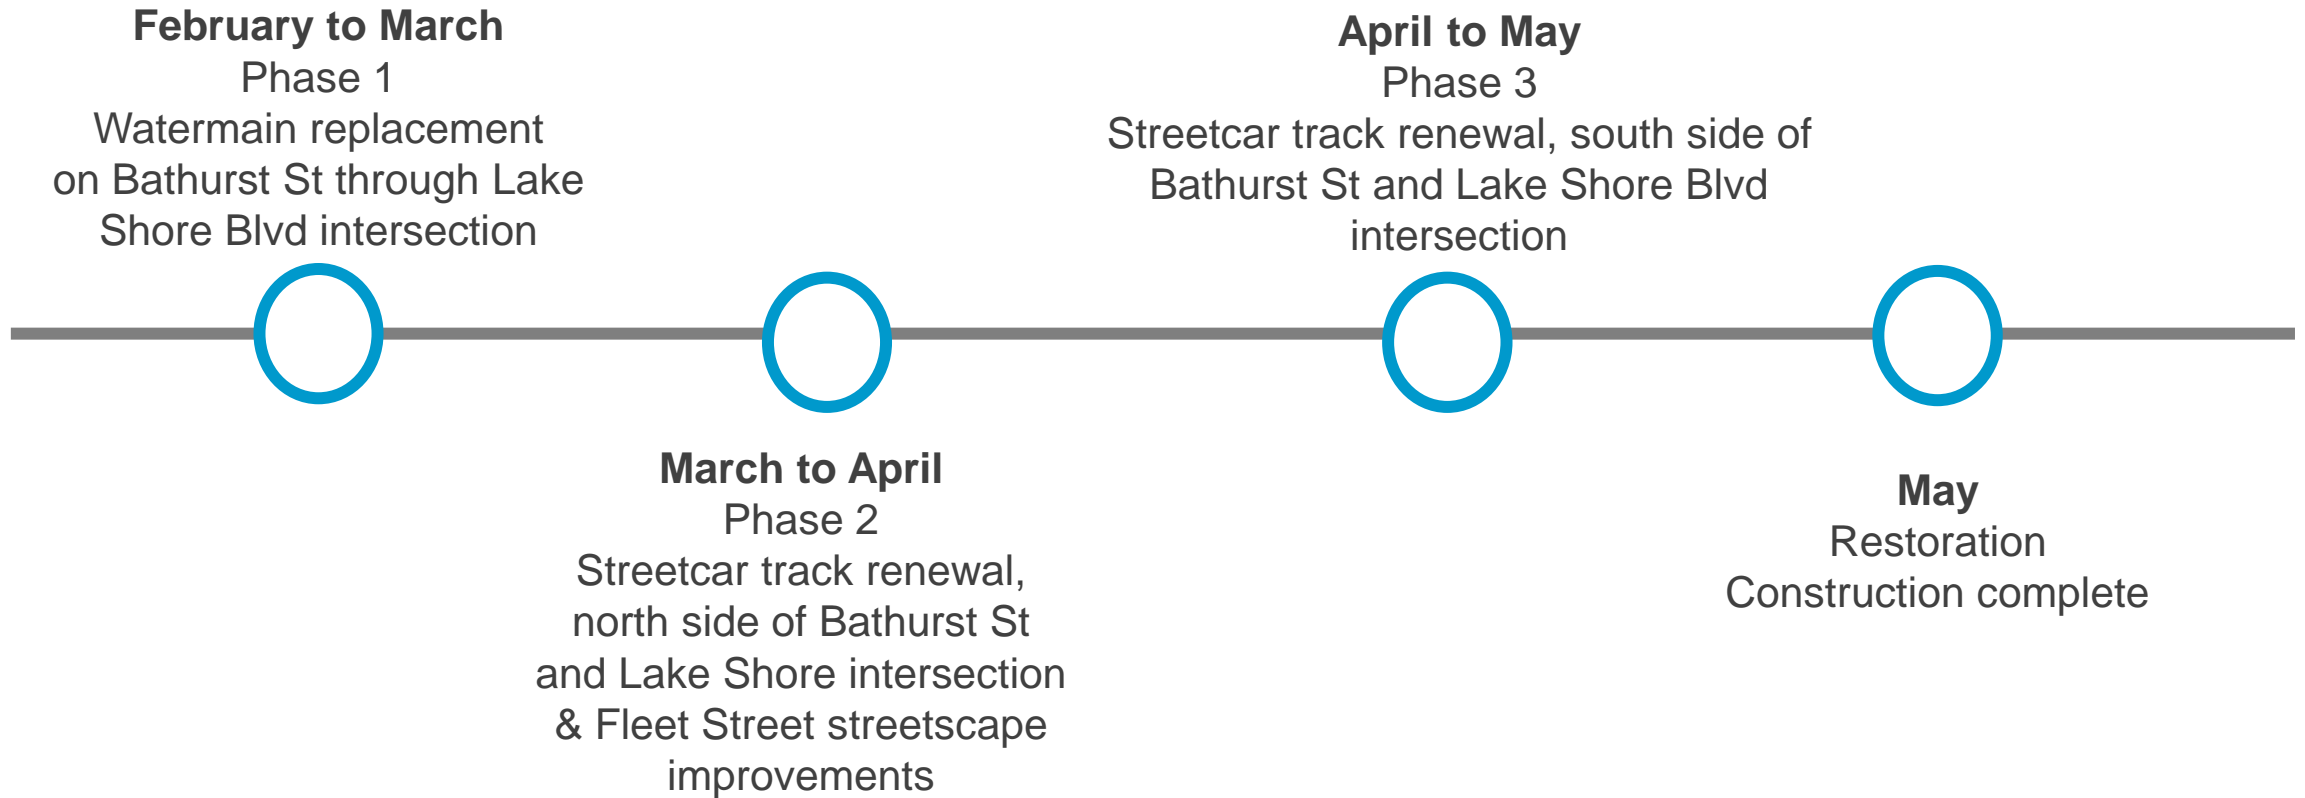 February to March
Phase 1
Watermain replacement
on Bathurst St through Lake
Shore Blvd intersection
March to April
Phase 2
Streetcar track renewal,
north side of Bathurst St
and Lake Shore intersection
& Fleet Street streetscape
improvements
April to May
Phase 3
Streetcar track renewal, south side of
Bathurst St and Lake Shore Blvd
intersection
May
Restoration
Construction complete